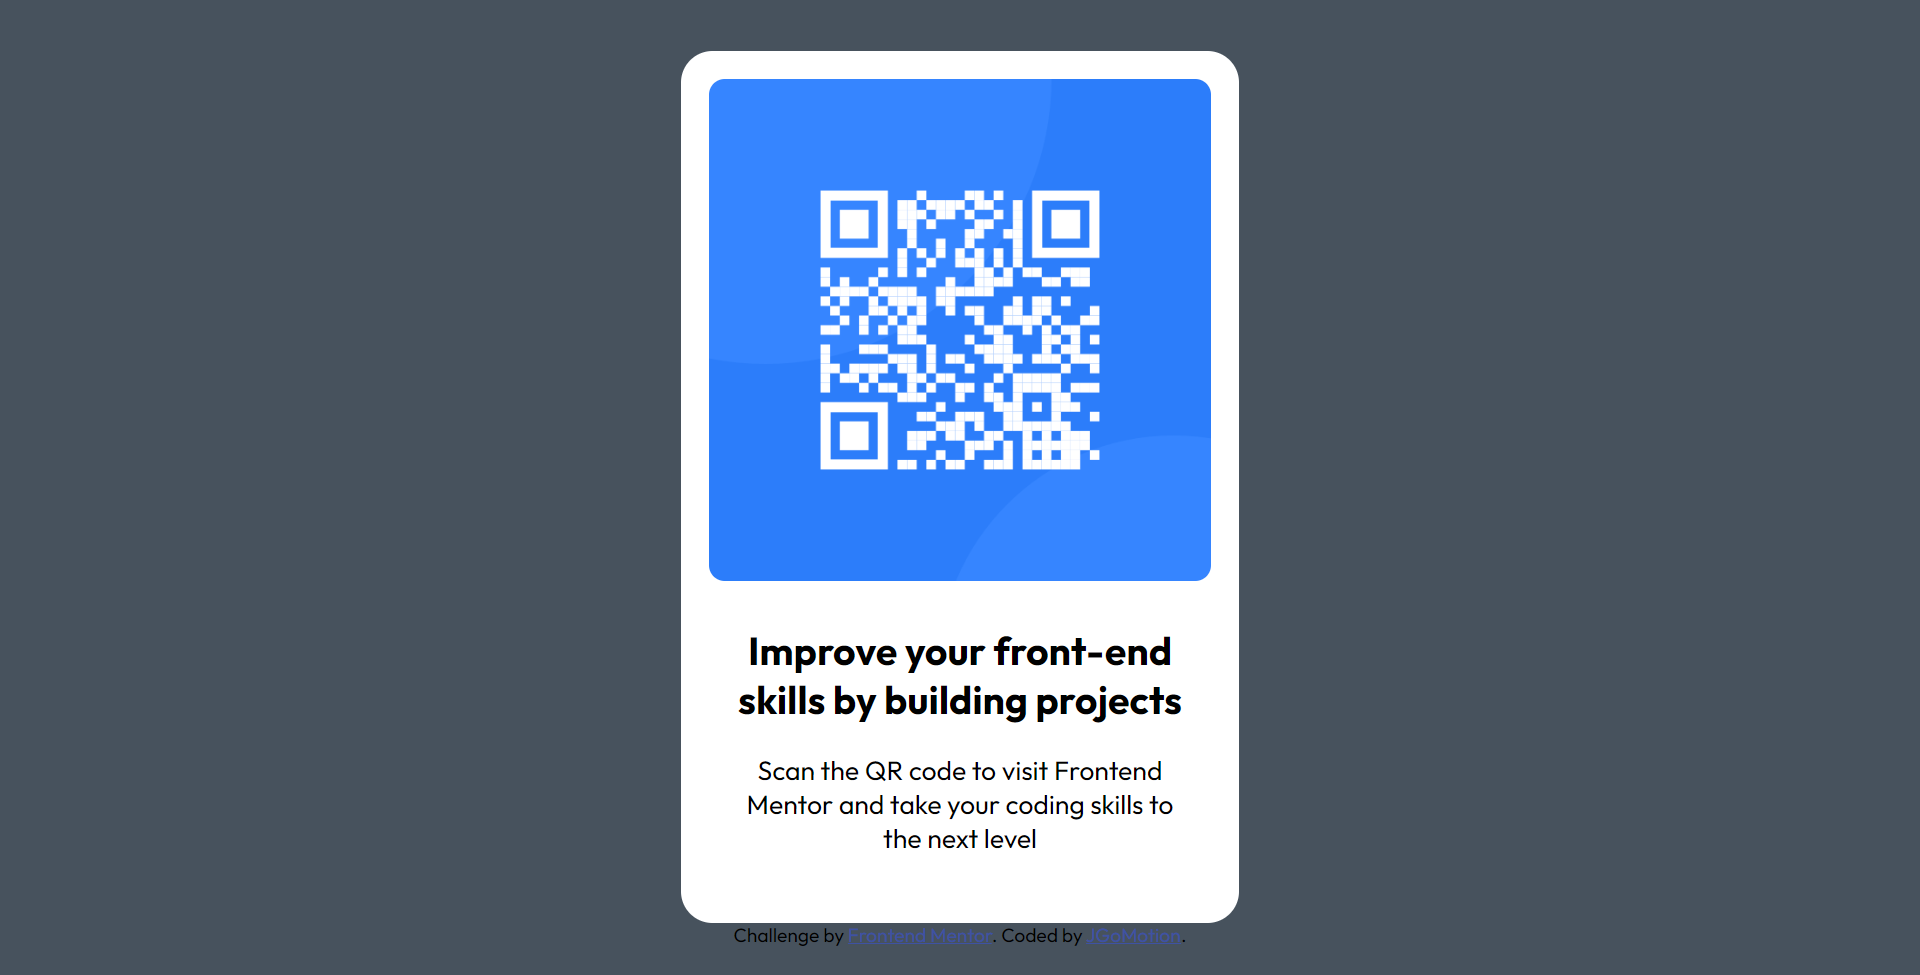 Improve your front-end
skills by building projects
Scan the QR code to visit Frontend
Mentor and take your coding skills to
the next level
Challenge by Frontend Mentor. Coded by JGoMotion.